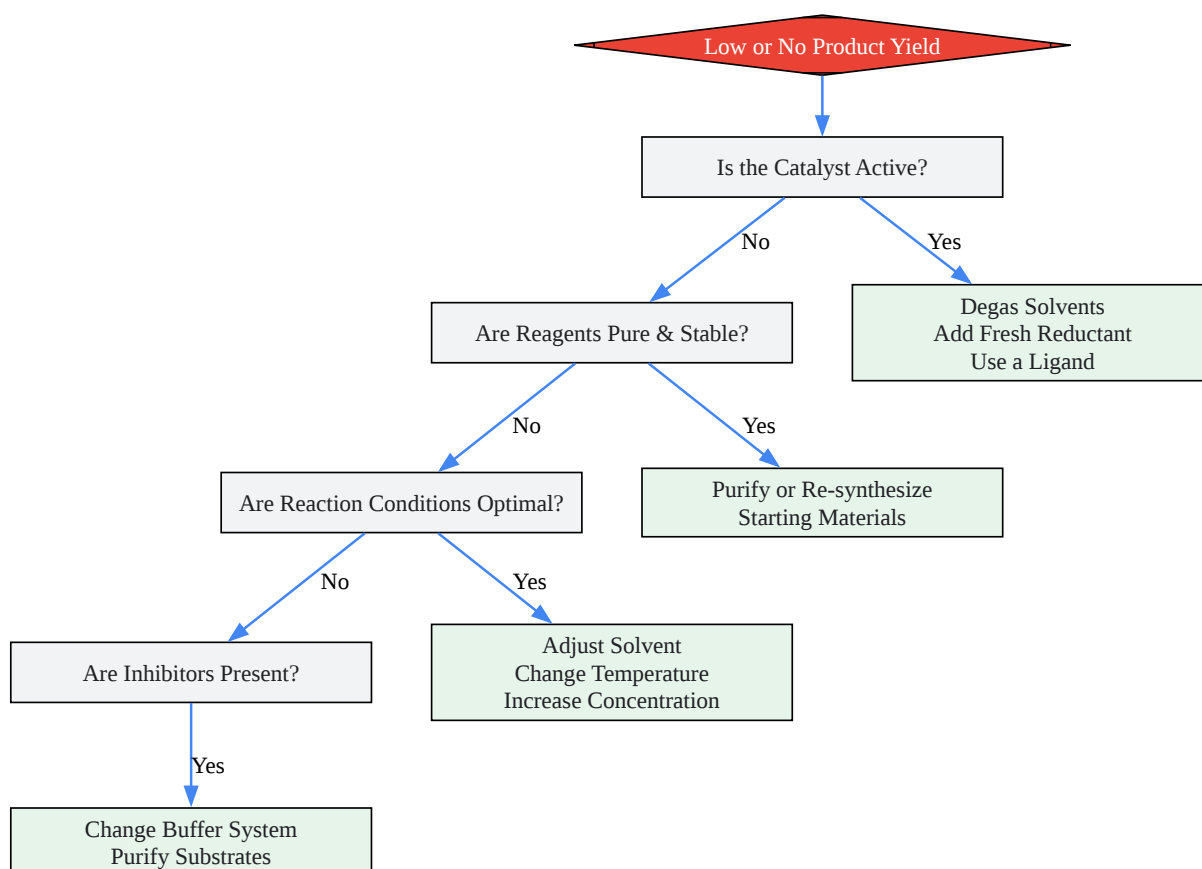 Low or No Product Yield
Is the Catalyst Active?
No
Yes
Degas Solvents
Add Fresh Reductant
Use a Ligand
Are Reagents Pure & Stable?
No
Yes
Purify or Re-synthesize
Starting Materials
Are Reaction Conditions Optimal?
No
Yes
Adjust Solvent
Change Temperature
Increase Concentration
Are Inhibitors Present?
Yes
Change Buffer System
Purify Substrates